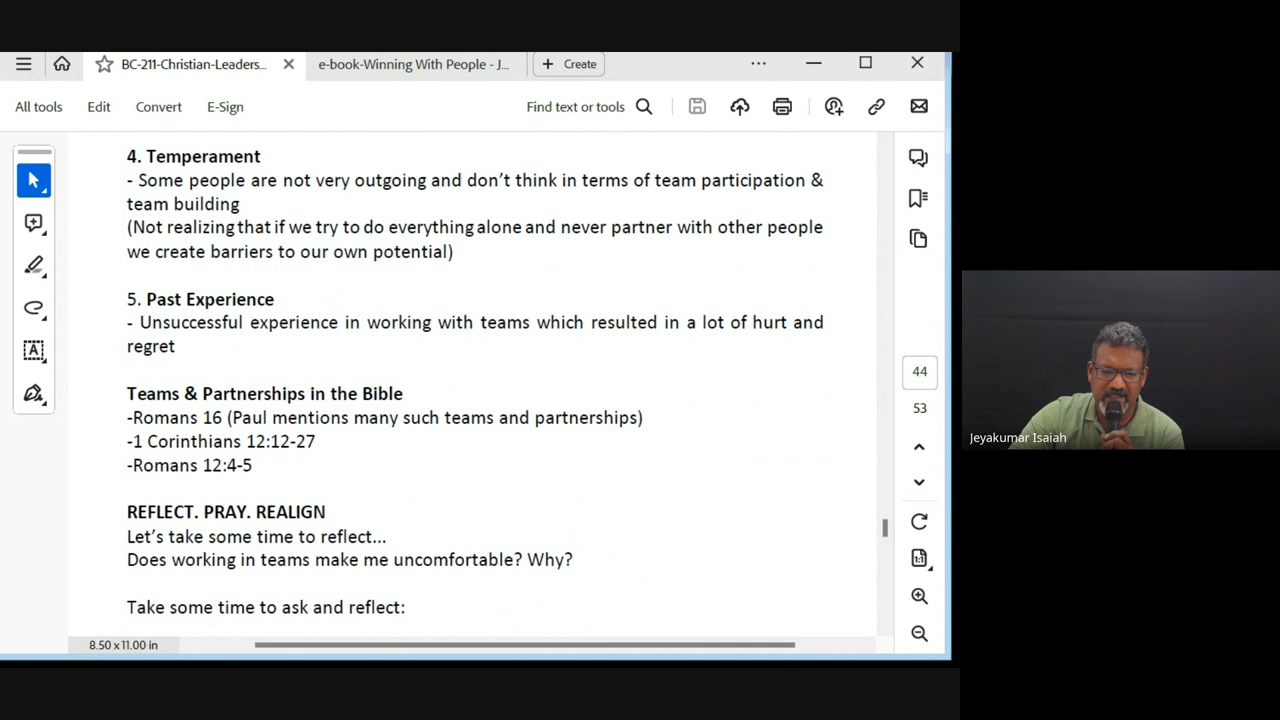 BC-211-Christian-Leaders...
e-book-Winning With People - J...
Create
All tools
Edit
Convert
E-Sign
Find text or tools
4. Temperament
- Some people are not very outgoing and don't think in terms of team participation &
team building
(Not realizing that if we try to do everything alone and never partner with other people
we create barriers to our own potential)
5. Past Experience
- Unsuccessful experience in working with teams which resulted in a lot of hurt and
regret
Teams & Partnerships in the Bible
-Romans 16 (Paul mentions many such teams and partnerships)
-1 Corinthians 12:12-27
-Romans 12:4-5
REFLECT. PRAY. REALIGN
Let's take some time to reflect...
Does working in teams make me uncomfortable? Why?
Take some time to ask and reflect:
8.50 x 11.00 in
44
53
1:1
Jeyakumar Isaiah